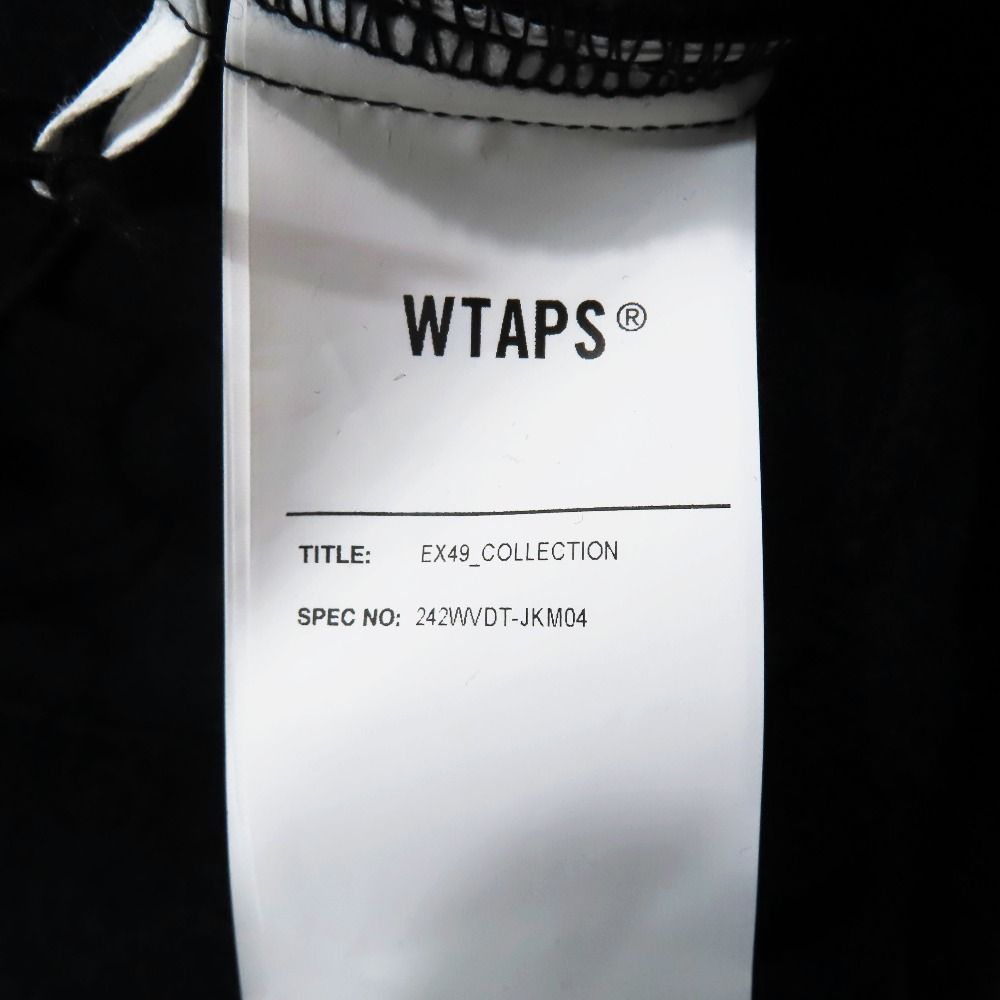 WTAPS®
TITLE: EX49_COLLECTION
SPEC NO: 242WVDT-JKM04